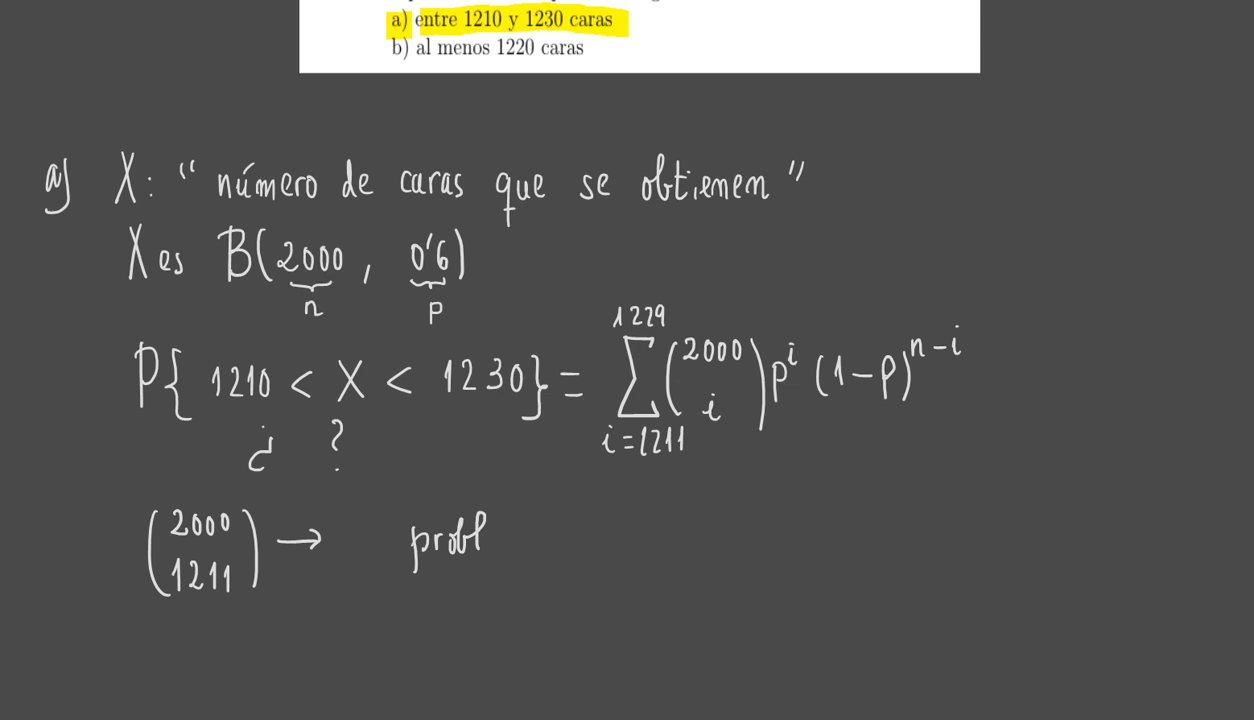 a) entre 1210 y 1230 caras
b) al menos 1220 caras
a) X: "número de caras que se obtienen"
X es B(2000, 0'6)
n p
1229
P{ 1210 < X < 1230} = ∑ (2000 i) p^i (1-p)^n-i
i=1211
¿ ?
(2000 1211) → probl